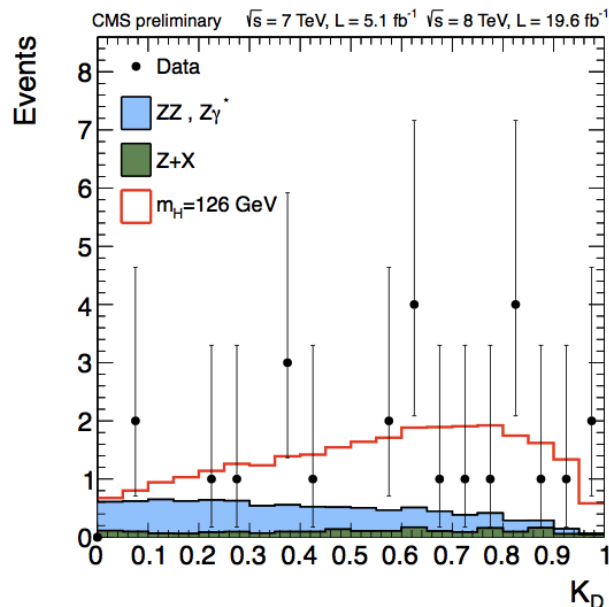 CMS preliminary √s = 7 TeV, L = 5.1 fb⁻¹ √s = 8 TeV, L = 19.6 fb⁻¹
Events
Data
ZZ , Zγ*
Z+X
m_H=126 GeV
8
7
6
5
4
3
2
1
0
0 0.1 0.2 0.3 0.4 0.5 0.6 0.7 0.8 0.9 1
K_D